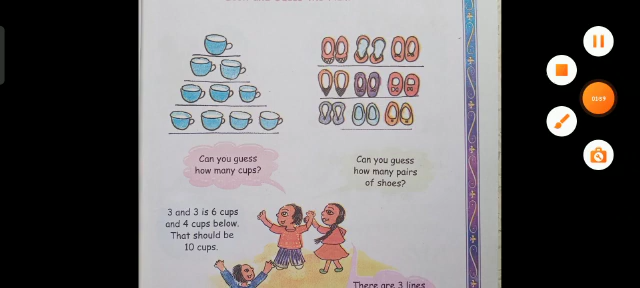 Can you guess
how many cups?
Can you guess
how many pairs
of shoes?
3 and 3 is 6 cups
and 4 cups below.
That should be
10 cups.
There are 3 lines